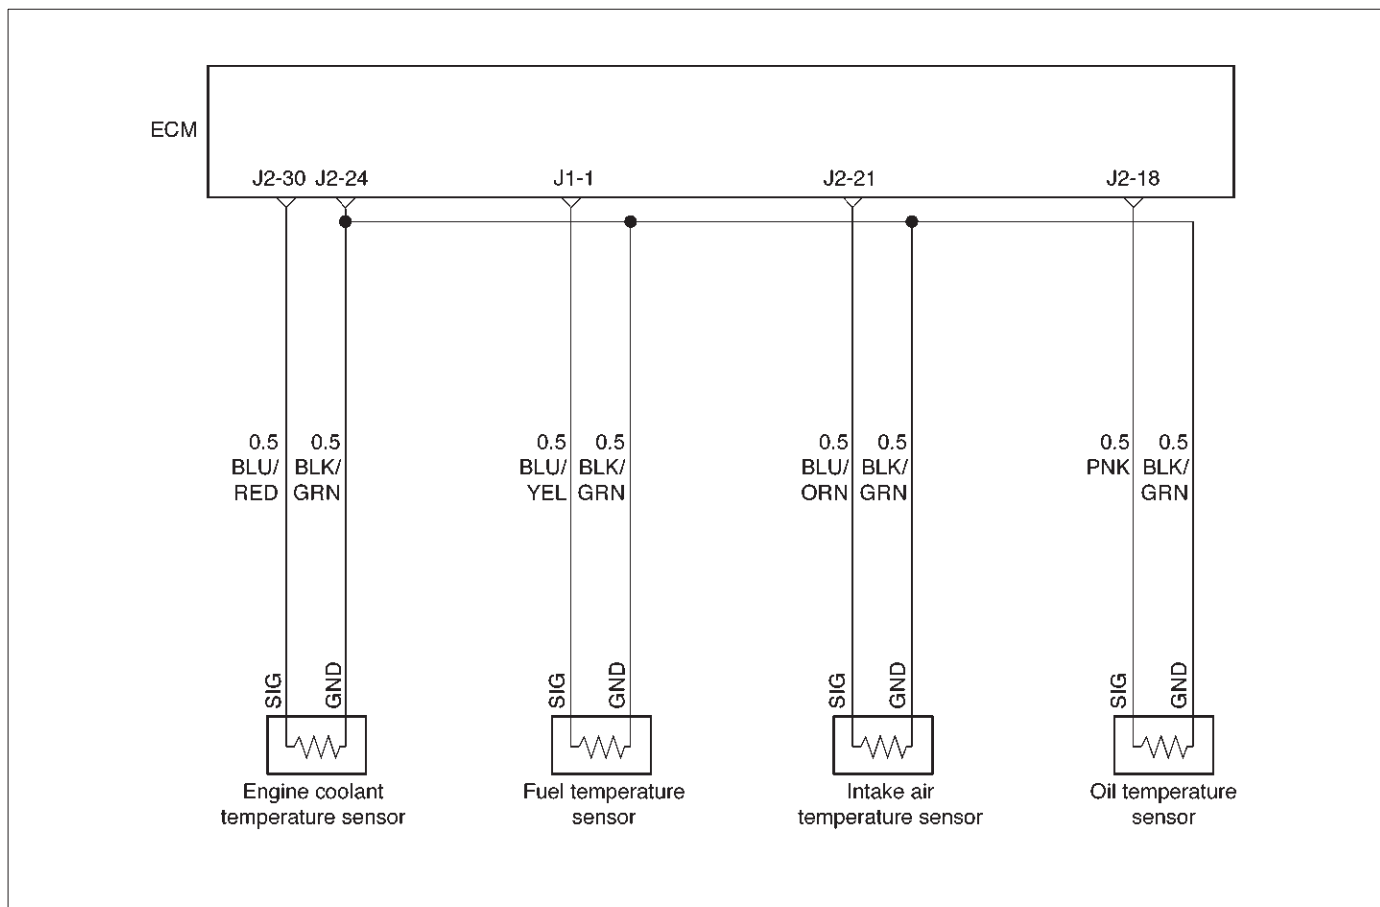 ECM
J2-30 J2-24 J1-1 J2-21 J2-18
0.5 0.5 0.5 0.5 0.5 0.5 0.5 0.5
BLU/ BLK/ BLU/ BLK/ BLU/ BLK/ PNK BLK/
RED GRN YEL GRN ORN GRN GRN
SIG GND SIG GND SIG GND SIG GND
Engine coolant
temperature sensor
Fuel temperature
sensor
Intake air
temperature sensor
Oil temperature
sensor